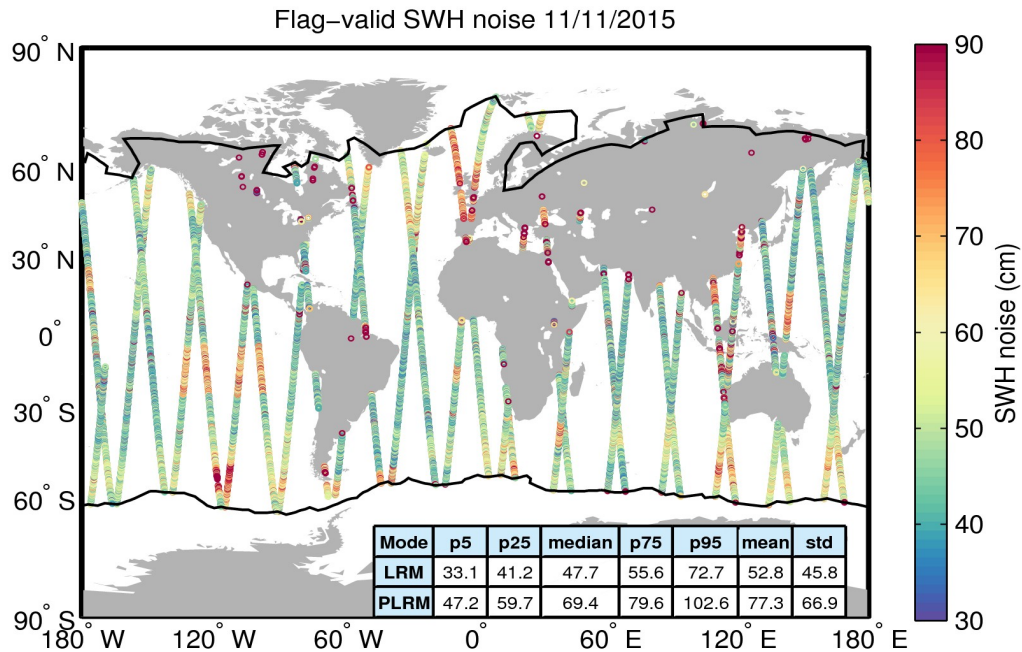 Flag−valid SWH noise 11/11/2015
90° N
60° N
30° N
0°
30° S
60° S
90° S
180° W
120° W
60° W
0°
60° E
120° E
180° E
Mode p5 p25 median p75 p95 mean std
LRM 33.1 41.2 47.7 55.6 72.7 52.8 45.8
PLRM 47.2 59.7 69.4 79.6 102.6 77.3 66.9
90
80
70
60
50
40
30
SWH noise (cm)